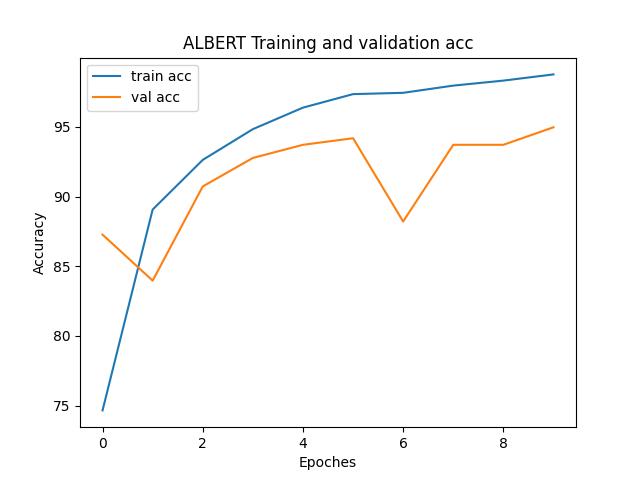 ALBERT Training and validation acc
train acc
val acc
95
90
85
80
75
Accuracy
0 2 4 6 8
Epoches